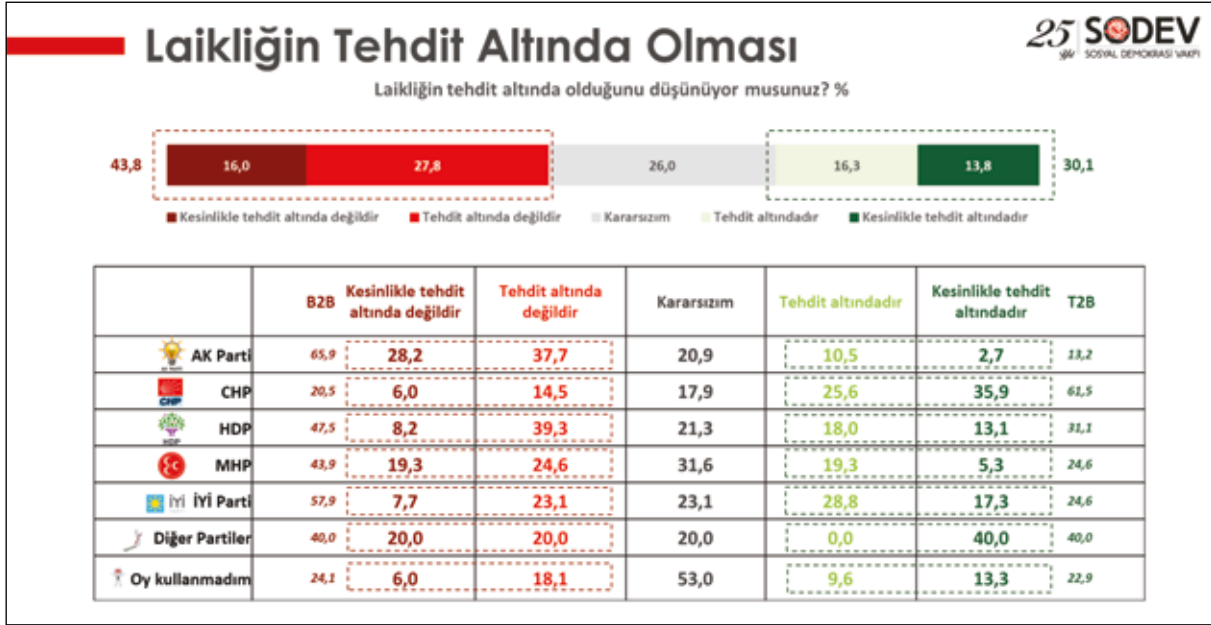 Laikliğin Tehdit Altında Olması
25 SODEV
Yıl SOSYAL DEMOKRASİ VAKFI
Laikliğin tehdit altında olduğunu düşünüyor musunuz? %
43,8 16,0 27,8 26,0 16,3 13,8 30,1
Kesinlikle tehdit altında değildir Tehdit altında değildir Kararsızım Tehdit altındadır Kesinlikle tehdit altındadır
B2B Kesinlikle tehdit altında değildir Tehdit altında değildir Kararsızım Tehdit altındadır Kesinlikle tehdit altındadır T2B
AK PARTİ AK Parti 65,9 28,2 37,7 20,9 10,5 2,7 13,2
CHP CHP 20,5 6,0 14,5 17,9 25,6 35,9 61,5
HDP HDP 47,5 8,2 39,3 21,3 18,0 13,1 31,1
MHP 43,9 19,3 24,6 31,6 19,3 5,3 24,6
İYİ İYİ Parti 57,9 7,7 23,1 23,1 28,8 17,3 24,6
Diğer Partiler 40,0 20,0 20,0 20,0 0,0 40,0 40,0
Oy kullanmadım 24,1 6,0 18,1 53,0 9,6 13,3 22,9